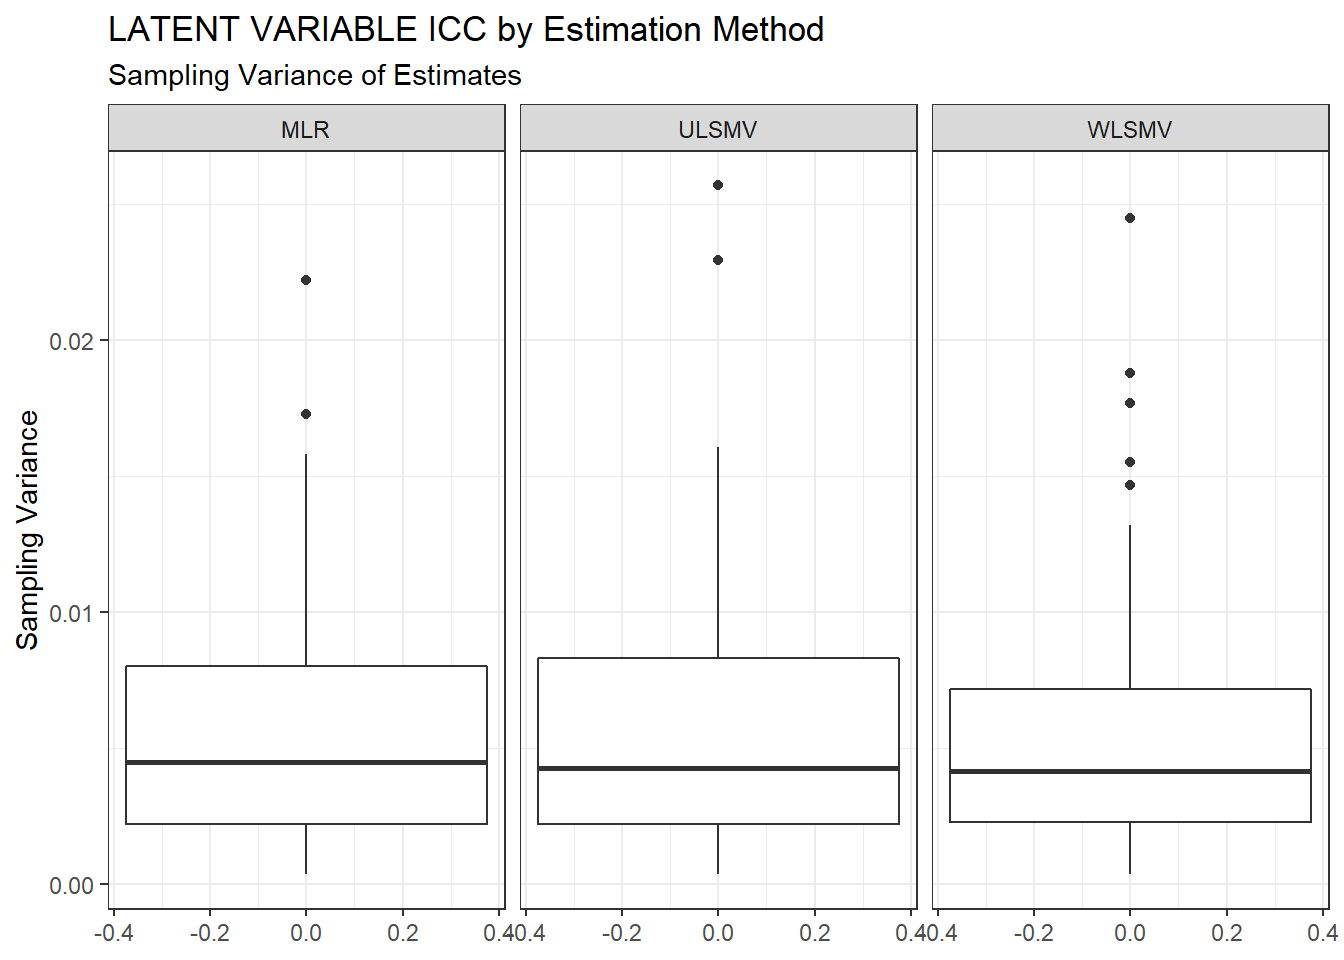 LATENT VARIABLE ICC by Estimation Method
Sampling Variance of Estimates
MLR
ULSMV
WLSMV
Sampling Variance
0.02
0.01
0.00
-0.4 -0.2 0.0 0.2 0.4
-0.4 -0.2 0.0 0.2 0.4
-0.4 -0.2 0.0 0.2 0.4